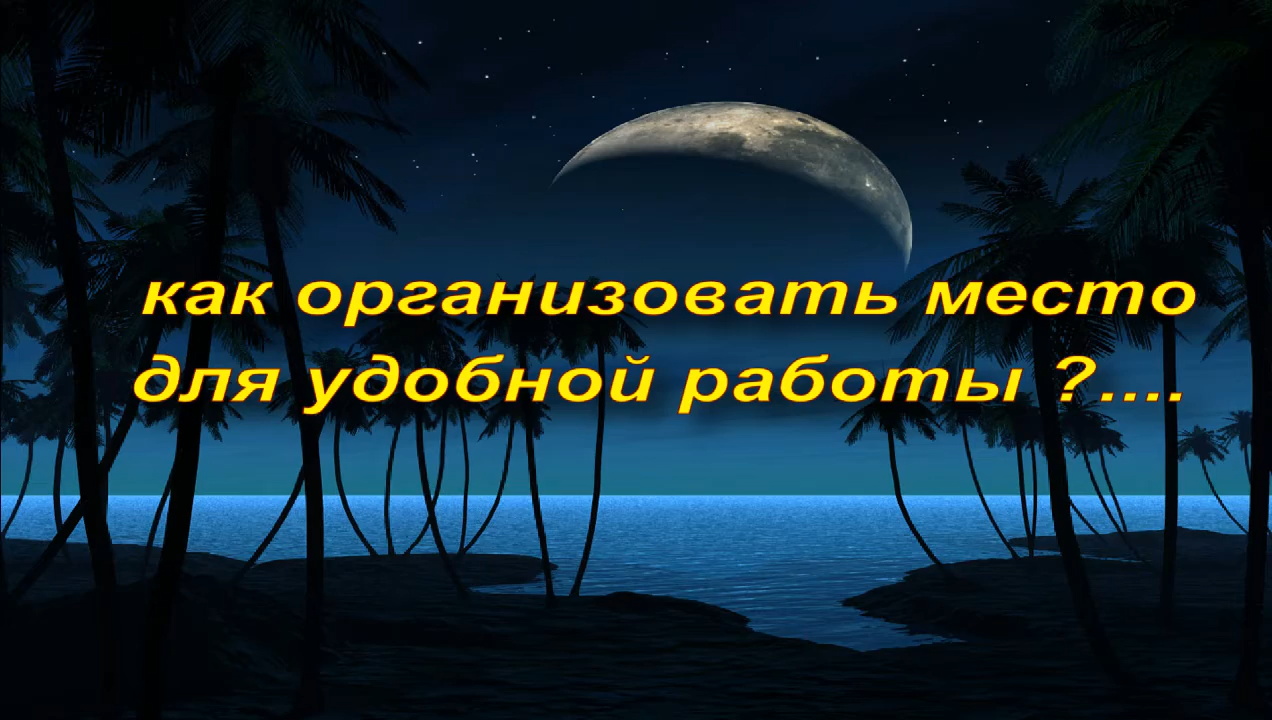 как организовать место
для удобной работы ?....